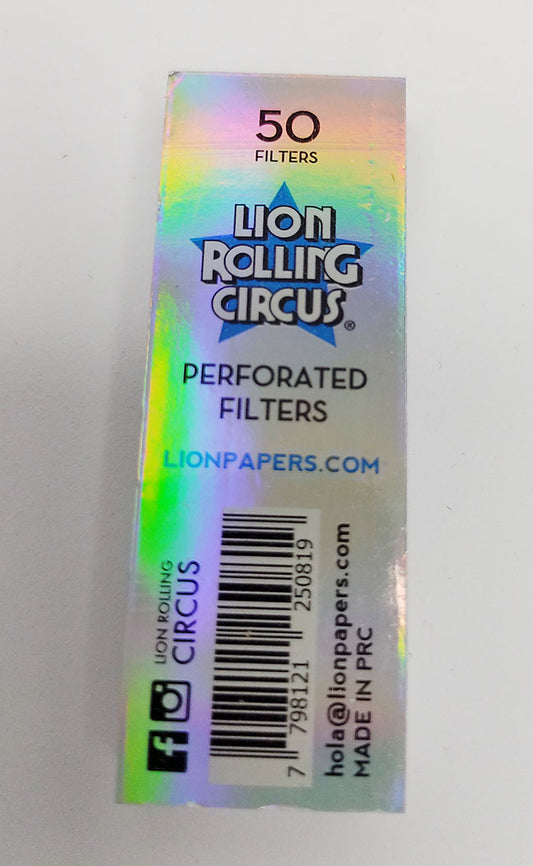 50
FILTERS
LION
ROLLING
CIRCUS®
PERFORATED
FILTERS
LIONPAPERS.COM
LION ROLLING
CIRCUS
7 798121 250819
hola@lionpapers.com
MADE IN PRC